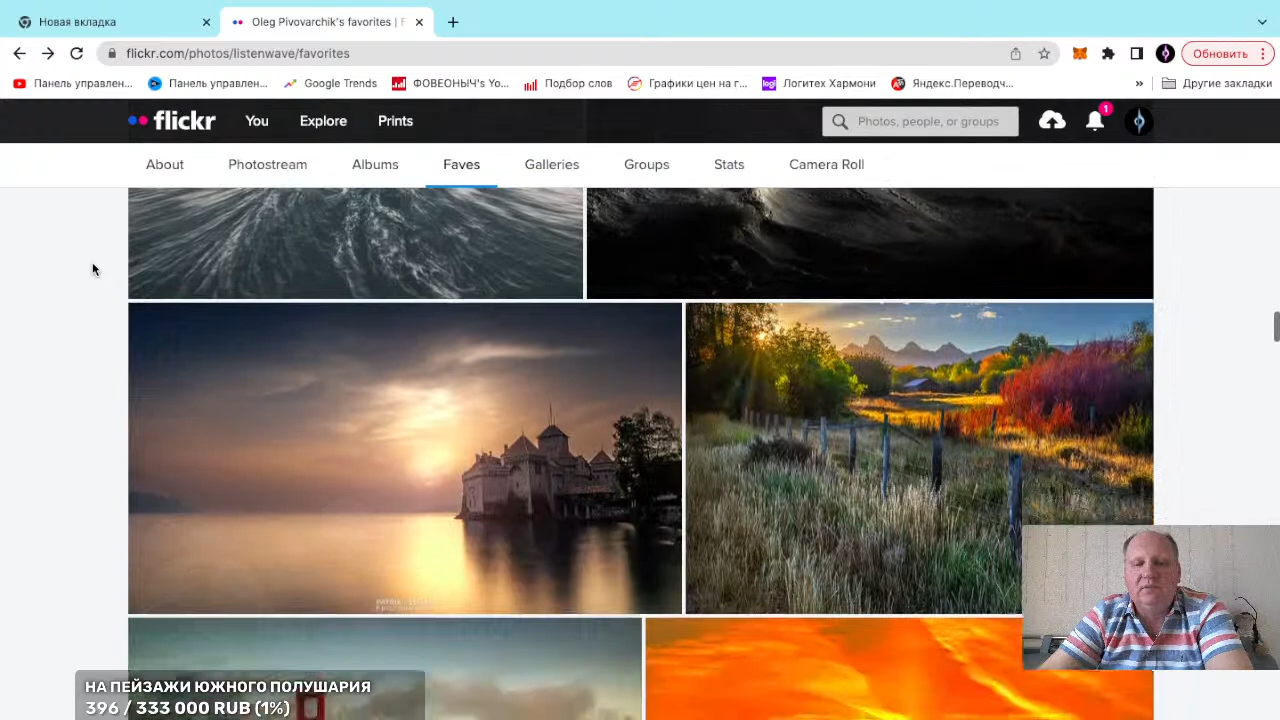 Новая вкладка
Oleg Pivovarchik's favorites | F
flickr.com/photos/listenwave/favorites
Обновить
Панель управлен...
Панель управлен...
Google Trends
ФОВЕОНЫЧ's Yo...
Подбор слов
Графики цен на г...
Логитех Хармони
Яндекс.Переводч...
»
Другие закладки
flickr
You
Explore
Prints
Photos, people, or groups
1
About
Photostream
Albums
Faves
Galleries
Groups
Stats
Camera Roll
НА ПЕЙЗАЖИ ЮЖНОГО ПОЛУШАРИЯ
396 / 333 000 RUB (1%)